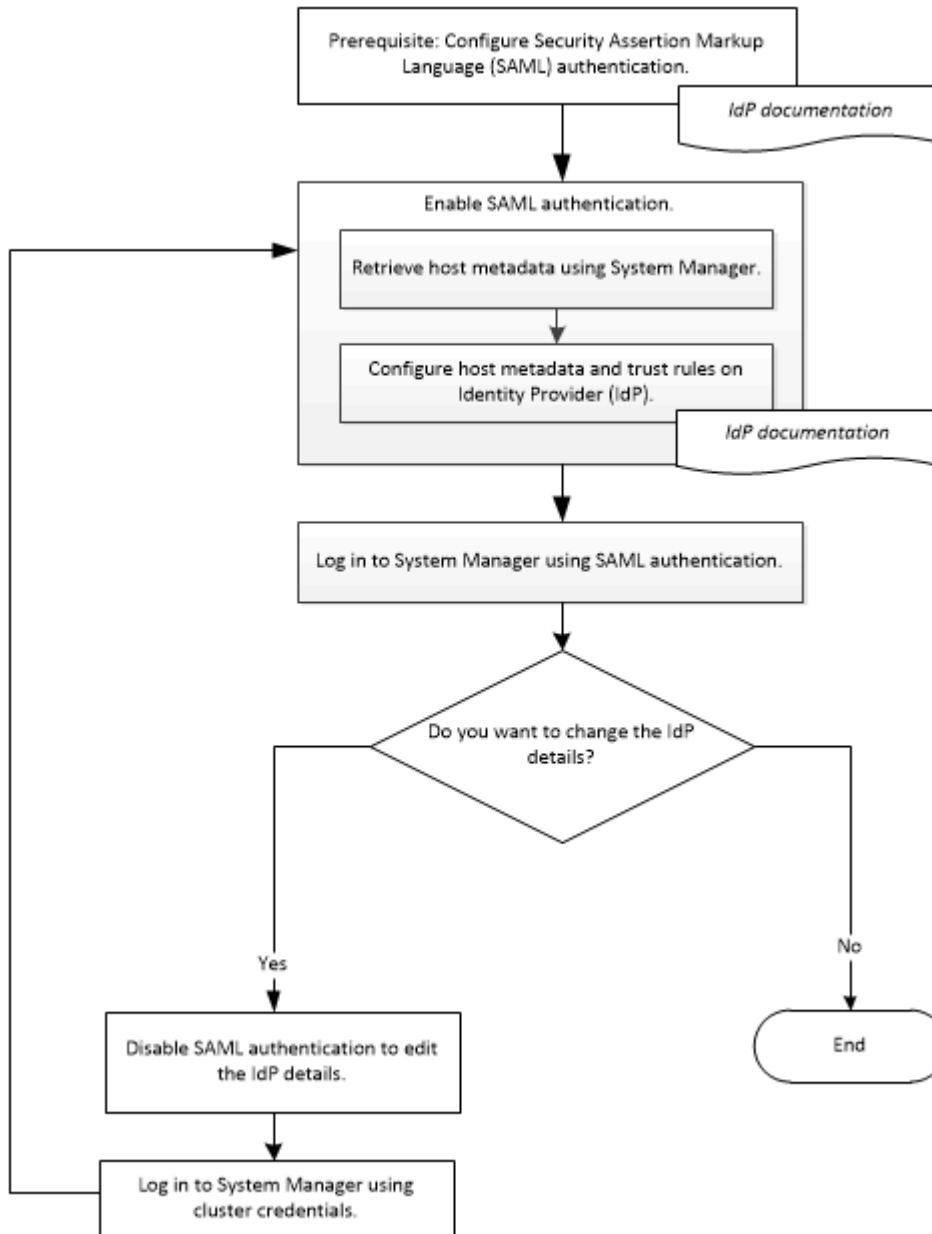 Prerequisite: Configure Security Assertion Markup
Language (SAML) authentication.
IdP documentation
Enable SAML authentication.
Retrieve host metadata using System Manager.
Configure host metadata and trust rules on
Identity Provider (IdP).
IdP documentation
Log in to System Manager using SAML authentication.
Do you want to change the IdP
details?
Yes
No
Disable SAML authentication to edit
the IdP details.
End
Log in to System Manager using
cluster credentials.